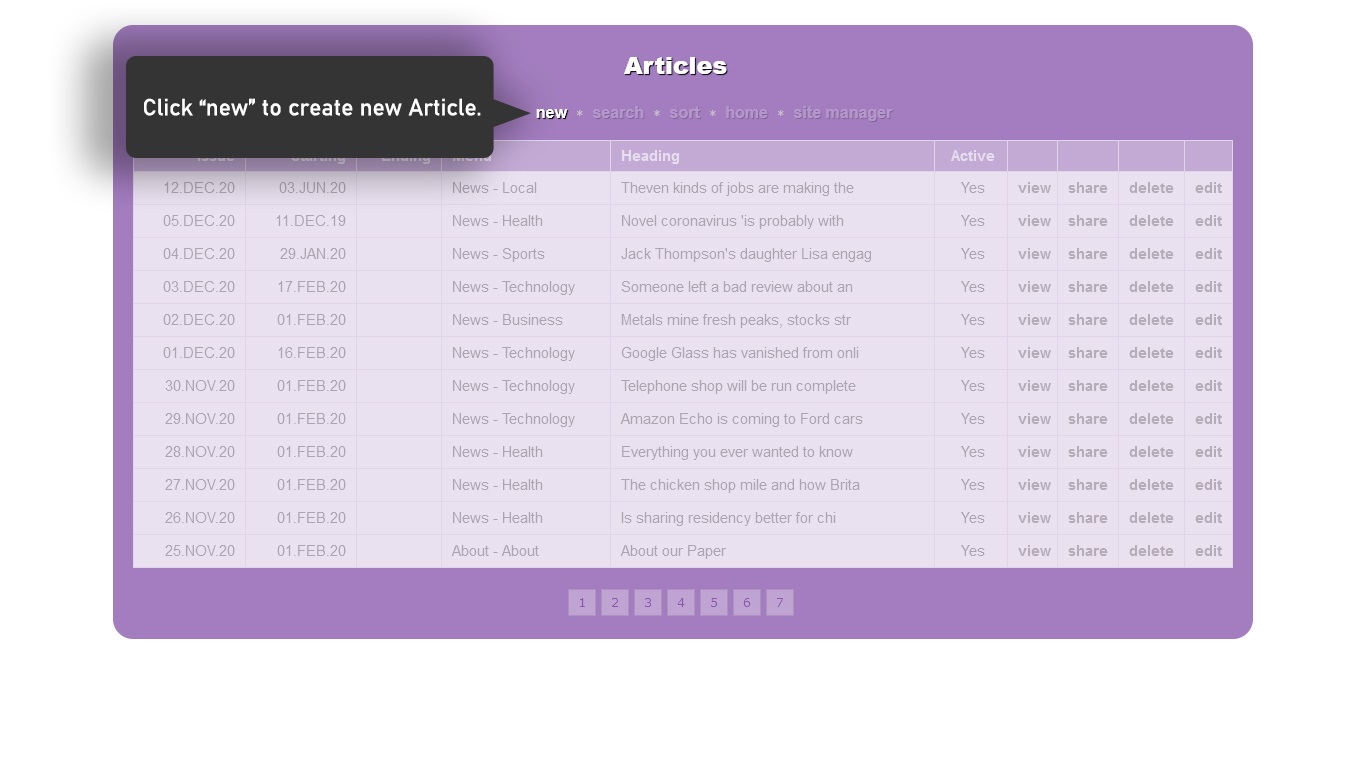 Articles
Click “new” to create new Article.
new * search * sort * home * site manager
Heading Active
12.DEC.20 03.JUN.20 News - Local Theven kinds of jobs are making the Yes view share delete edit
05.DEC.20 11.DEC.19 News - Health Novel coronavirus 'is probably with Yes view share delete edit
04.DEC.20 29.JAN.20 News - Sports Jack Thompson's daughter Lisa engag Yes view share delete edit
03.DEC.20 17.FEB.20 News - Technology Someone left a bad review about an Yes view share delete edit
02.DEC.20 01.FEB.20 News - Business Metals mine fresh peaks, stocks str Yes view share delete edit
01.DEC.20 16.FEB.20 News - Technology Google Glass has vanished from onli Yes view share delete edit
30.NOV.20 01.FEB.20 News - Technology Telephone shop will be run complete Yes view share delete edit
29.NOV.20 01.FEB.20 News - Technology Amazon Echo is coming to Ford cars Yes view share delete edit
28.NOV.20 01.FEB.20 News - Health Everything you ever wanted to know Yes view share delete edit
27.NOV.20 01.FEB.20 News - Health The chicken shop mile and how Brita Yes view share delete edit
26.NOV.20 01.FEB.20 News - Health Is sharing residency better for chi Yes view share delete edit
25.NOV.20 01.FEB.20 About - About About our Paper Yes view share delete edit
1 2 3 4 5 6 7